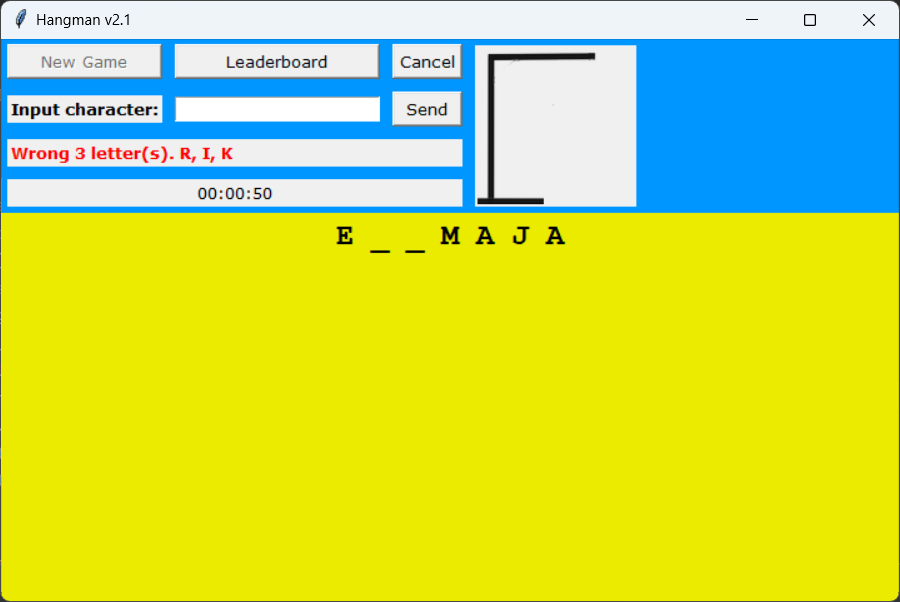 Hangman v2.1
New Game Leaderboard Cancel
Input character: Send
Wrong 3 letter(s). R, I, K
00:00:50
E _ _ M A J A